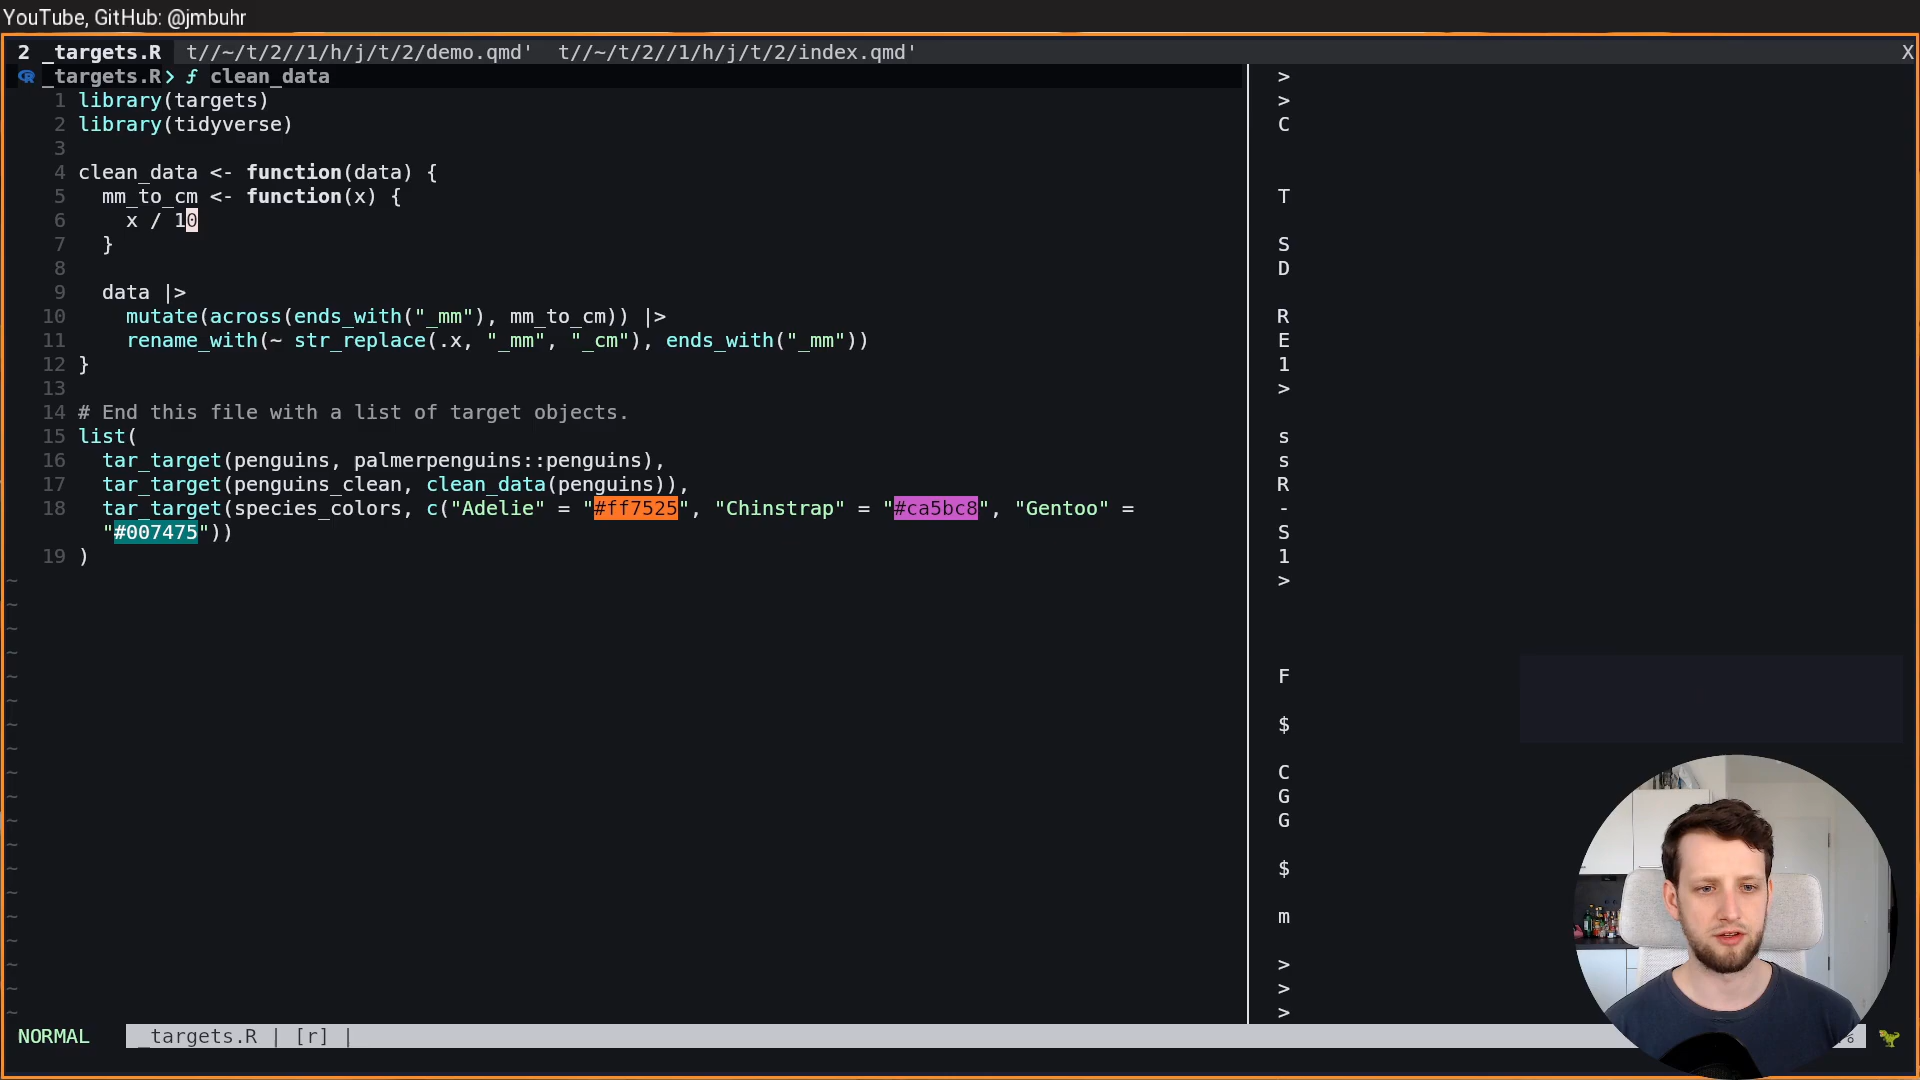 YouTube, GitHub: @jmbuhr
2 _targets.R t//~/t/2//1/h/j/t/2/demo.qmd' t//~/t/2//1/h/j/t/2/index.qmd' X
_targets.R > ƒ clean_data
1 library(targets)
2 library(tidyverse)
3
4 clean_data <- function(data) {
5   mm_to_cm <- function(x) {
6     x / 10
7   }
8
9   data |>
10     mutate(across(ends_with("_mm"), mm_to_cm)) |>
11     rename_with(~ str_replace(.x, "_mm", "_cm"), ends_with("_mm"))
12 }
13
14 # End this file with a list of target objects.
15 list(
16   tar_target(penguins, palmerpenguins::penguins),
17   tar_target(penguins_clean, clean_data(penguins)),
18   tar_target(species_colors, c("Adelie" = "#ff7525", "Chinstrap" = "#ca5bc8", "Gentoo" =
"#007475"))
19 )
>
>
C
T
S
D
R
E
1
>
s
s
R
-
S
1
>
F
$
C
G
G
$
m
>
>
>
NORMAL _targets.R | [r] |